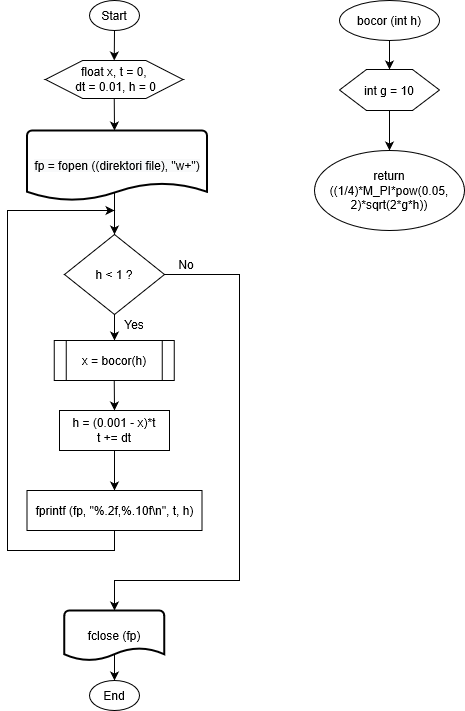 Start
float x, t = 0,
dt = 0.01, h = 0
fp = fopen ((direktori file), "w+")
h < 1 ?
No
Yes
x = bocor(h)
h = (0.001 - x)*t
t += dt
fprintf (fp, "%.2f,%.10f\n", t, h)
fclose (fp)
End
bocor (int h)
int g = 10
return
((1/4)*M_PI*pow(0.05,
2)*sqrt(2*g*h))